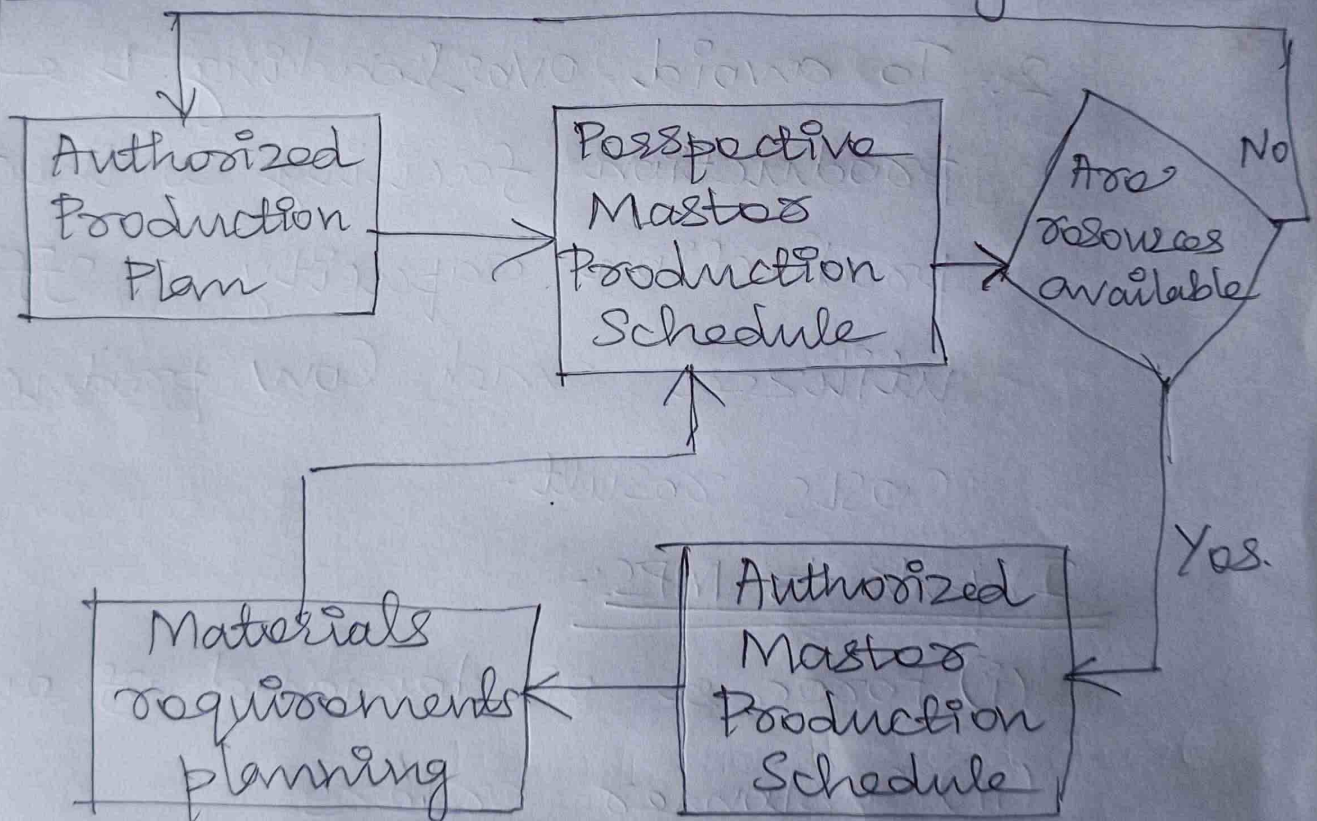 Authorized
Production
Plan
Perspective
Master
Production
Schedule
Are
resources
available
No
Yes.
Authorized
Master
Production
Schedule
Materials
requirements
planning